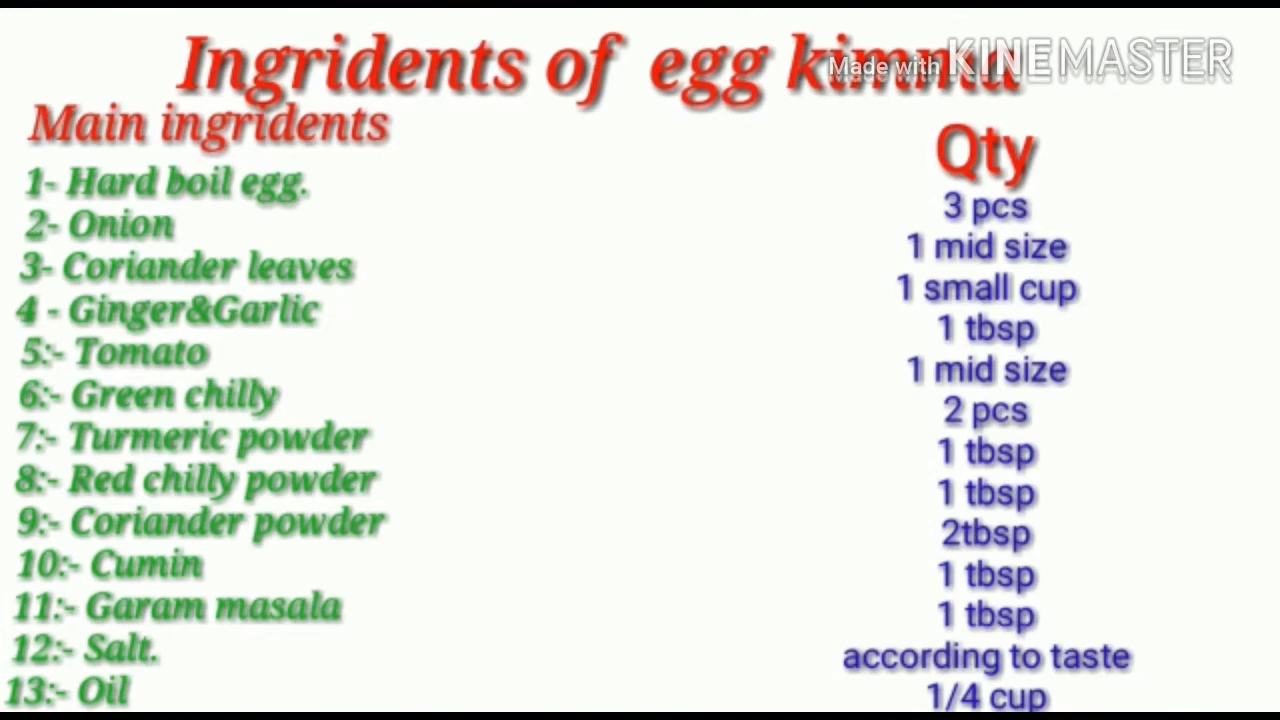 Ingridents of egg kimma
Made with KINEMASTER
Main ingridents
Qty
1- Hard boil egg.
3 pcs
2- Onion
1 mid size
3- Coriander leaves
1 small cup
4 - Ginger&Garlic
1 tbsp
5:- Tomato
1 mid size
6:- Green chilly
2 pcs
7:- Turmeric powder
1 tbsp
8:- Red chilly powder
1 tbsp
9:- Coriander powder
2tbsp
10:- Cumin
1 tbsp
11:- Garam masala
1 tbsp
12:- Salt.
according to taste
13:- Oil
1/4 cup